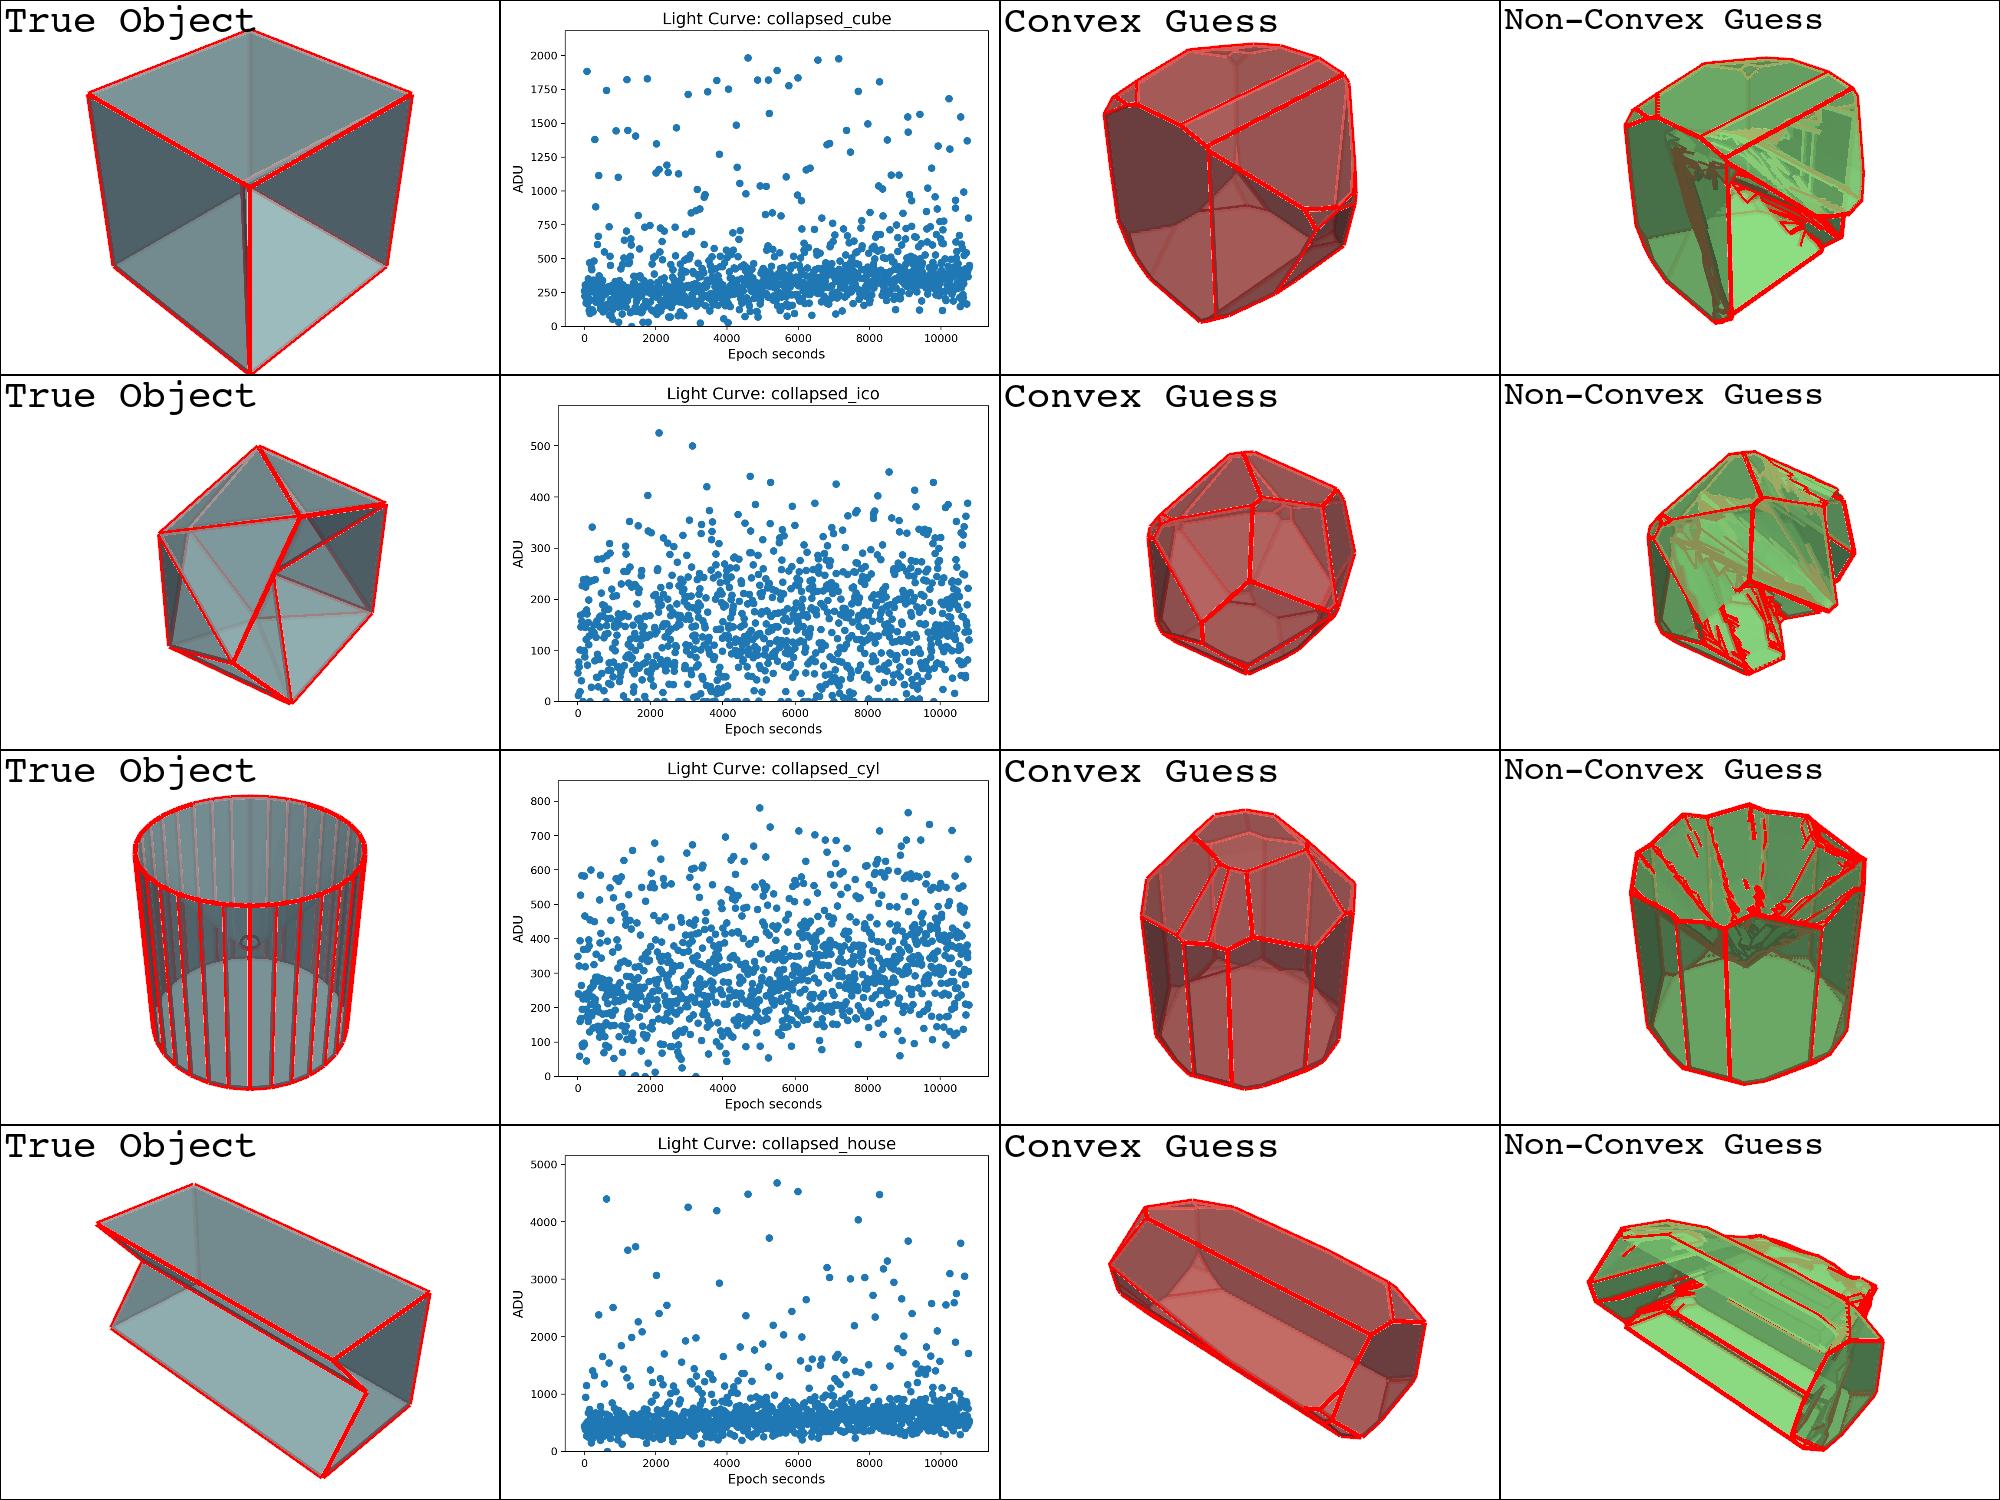 True Object
Light Curve: collapsed_cube
ADU
2000
1750
1500
1250
1000
750
500
250
0
0 2000 4000 6000 8000 10000
Epoch seconds
Convex Guess
Non-Convex Guess
True Object
Light Curve: collapsed_ico
ADU
500
400
300
200
100
0
0 2000 4000 6000 8000 10000
Epoch seconds
Convex Guess
Non-Convex Guess
True Object
Light Curve: collapsed_cyl
ADU
800
700
600
500
400
300
200
100
0
0 2000 4000 6000 8000 10000
Epoch seconds
Convex Guess
Non-Convex Guess
True Object
Light Curve: collapsed_house
ADU
5000
4000
3000
2000
1000
0
0 2000 4000 6000 8000 10000
Epoch seconds
Convex Guess
Non-Convex Guess